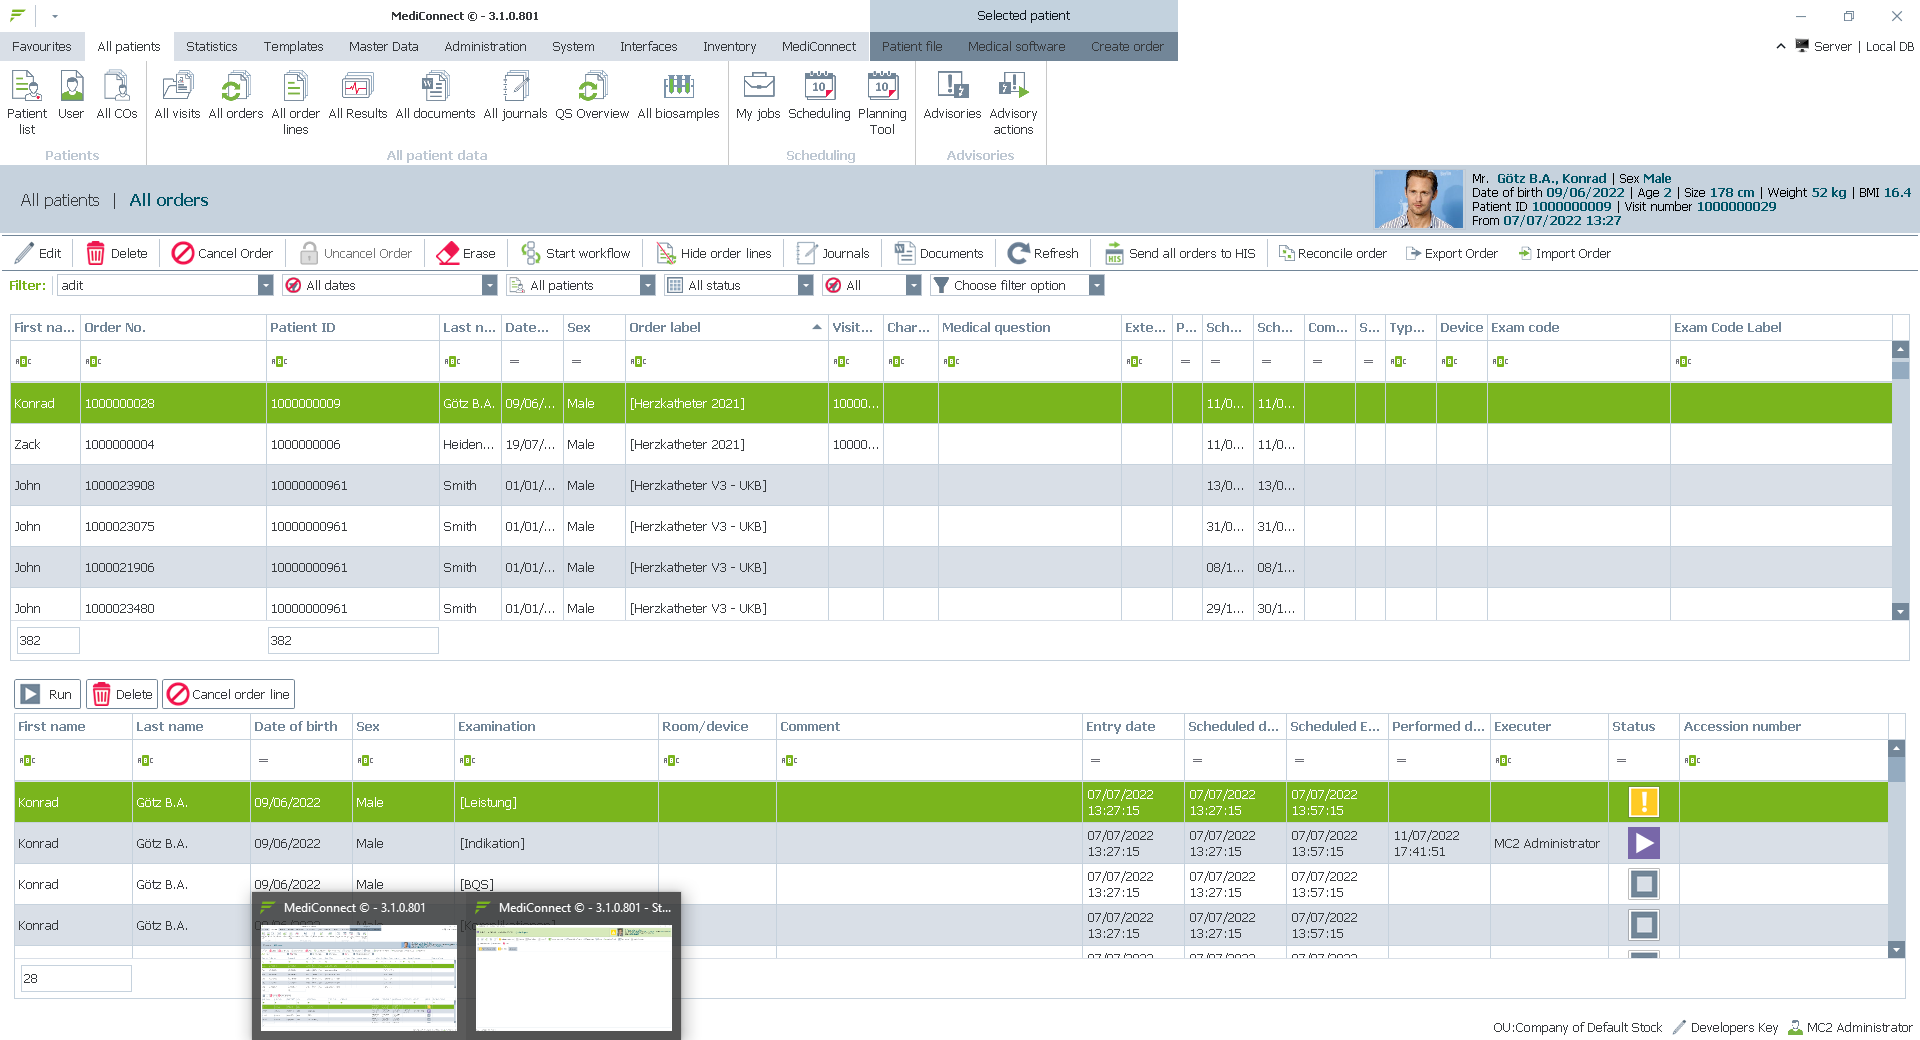 MediConnect © - 3.1.0.801
Selected patient
Favourites All patients Statistics Templates Master Data Administration System Interfaces Inventory MediConnect Patient file Medical software Create order
Server | Local DB
Patient list User All COs All visits All orders All order lines All Results All documents All journals QS Overview All biosamples My jobs Scheduling Planning Tool Advisories Advisory actions
Patients All patient data Scheduling Advisories
All patients | All orders
Mr. Götz B.A., Konrad | Sex Male
Date of birth 09/06/2022 | Age 2 | Size 178 cm | Weight 52 kg | BMI 16.4
Patient ID 1000000009 | Visit number 1000000029
From 07/07/2022 13:27
Edit Delete Cancel Order Uncancel Order Erase Start workflow Hide order lines Journals Documents Refresh Send all orders to HIS Reconcile order Export Order Import Order
Filter: adit All dates All patients All status All Choose filter option
First na... Order No. Patient ID Last n... Date... Sex Order label Visit... Char... Medical question Exte... P... Sch... Sch... Com... S... Typ... Device Exam code Exam Code Label
Konrad 1000000028 1000000009 Götz B.A. 09/06/... Male [Herzkatheter 2021] 10000... 11/0... 11/0...
Zack 1000000004 1000000006 Heiden... 19/07/... Male [Herzkatheter 2021] 10000... 11/0... 11/0...
John 1000023908 10000000961 Smith 01/01/... Male [Herzkatheter V3 - UKB] 13/0... 13/0...
John 1000023075 10000000961 Smith 01/01/... Male [Herzkatheter V3 - UKB] 31/0... 31/0...
John 1000021906 10000000961 Smith 01/01/... Male [Herzkatheter V3 - UKB] 08/1... 08/1...
John 1000023480 10000000961 Smith 01/01/... Male [Herzkatheter V3 - UKB] 29/1... 30/1...
382 382
Run Delete Cancel order line
First name Last name Date of birth Sex Examination Room/device Comment Entry date Scheduled d... Scheduled E... Performed d... Executer Status Accession number
Konrad Götz B.A. 09/06/2022 Male [Leistung] 07/07/2022 13:27:15 07/07/2022 13:27:15 07/07/2022 13:57:15
Konrad Götz B.A. 09/06/2022 Male [Indikation] 07/07/2022 13:27:15 07/07/2022 13:27:15 07/07/2022 13:57:15 11/07/2022 17:41:51 MC2 Administrator
Konrad Götz B.A. 09/06/2022 Male [BQS] 07/07/2022 13:27:15 07/07/2022 13:27:15 07/07/2022 13:57:15
Konrad Götz B.A. 07/07/2022 13:27:15 07/07/2022 13:27:15 07/07/2022 13:57:15
MediConnect © - 3.1.0.801 MediConnect © - 3.1.0.801 - St...
28
OU:Company of Default Stock Developers Key MC2 Administrator